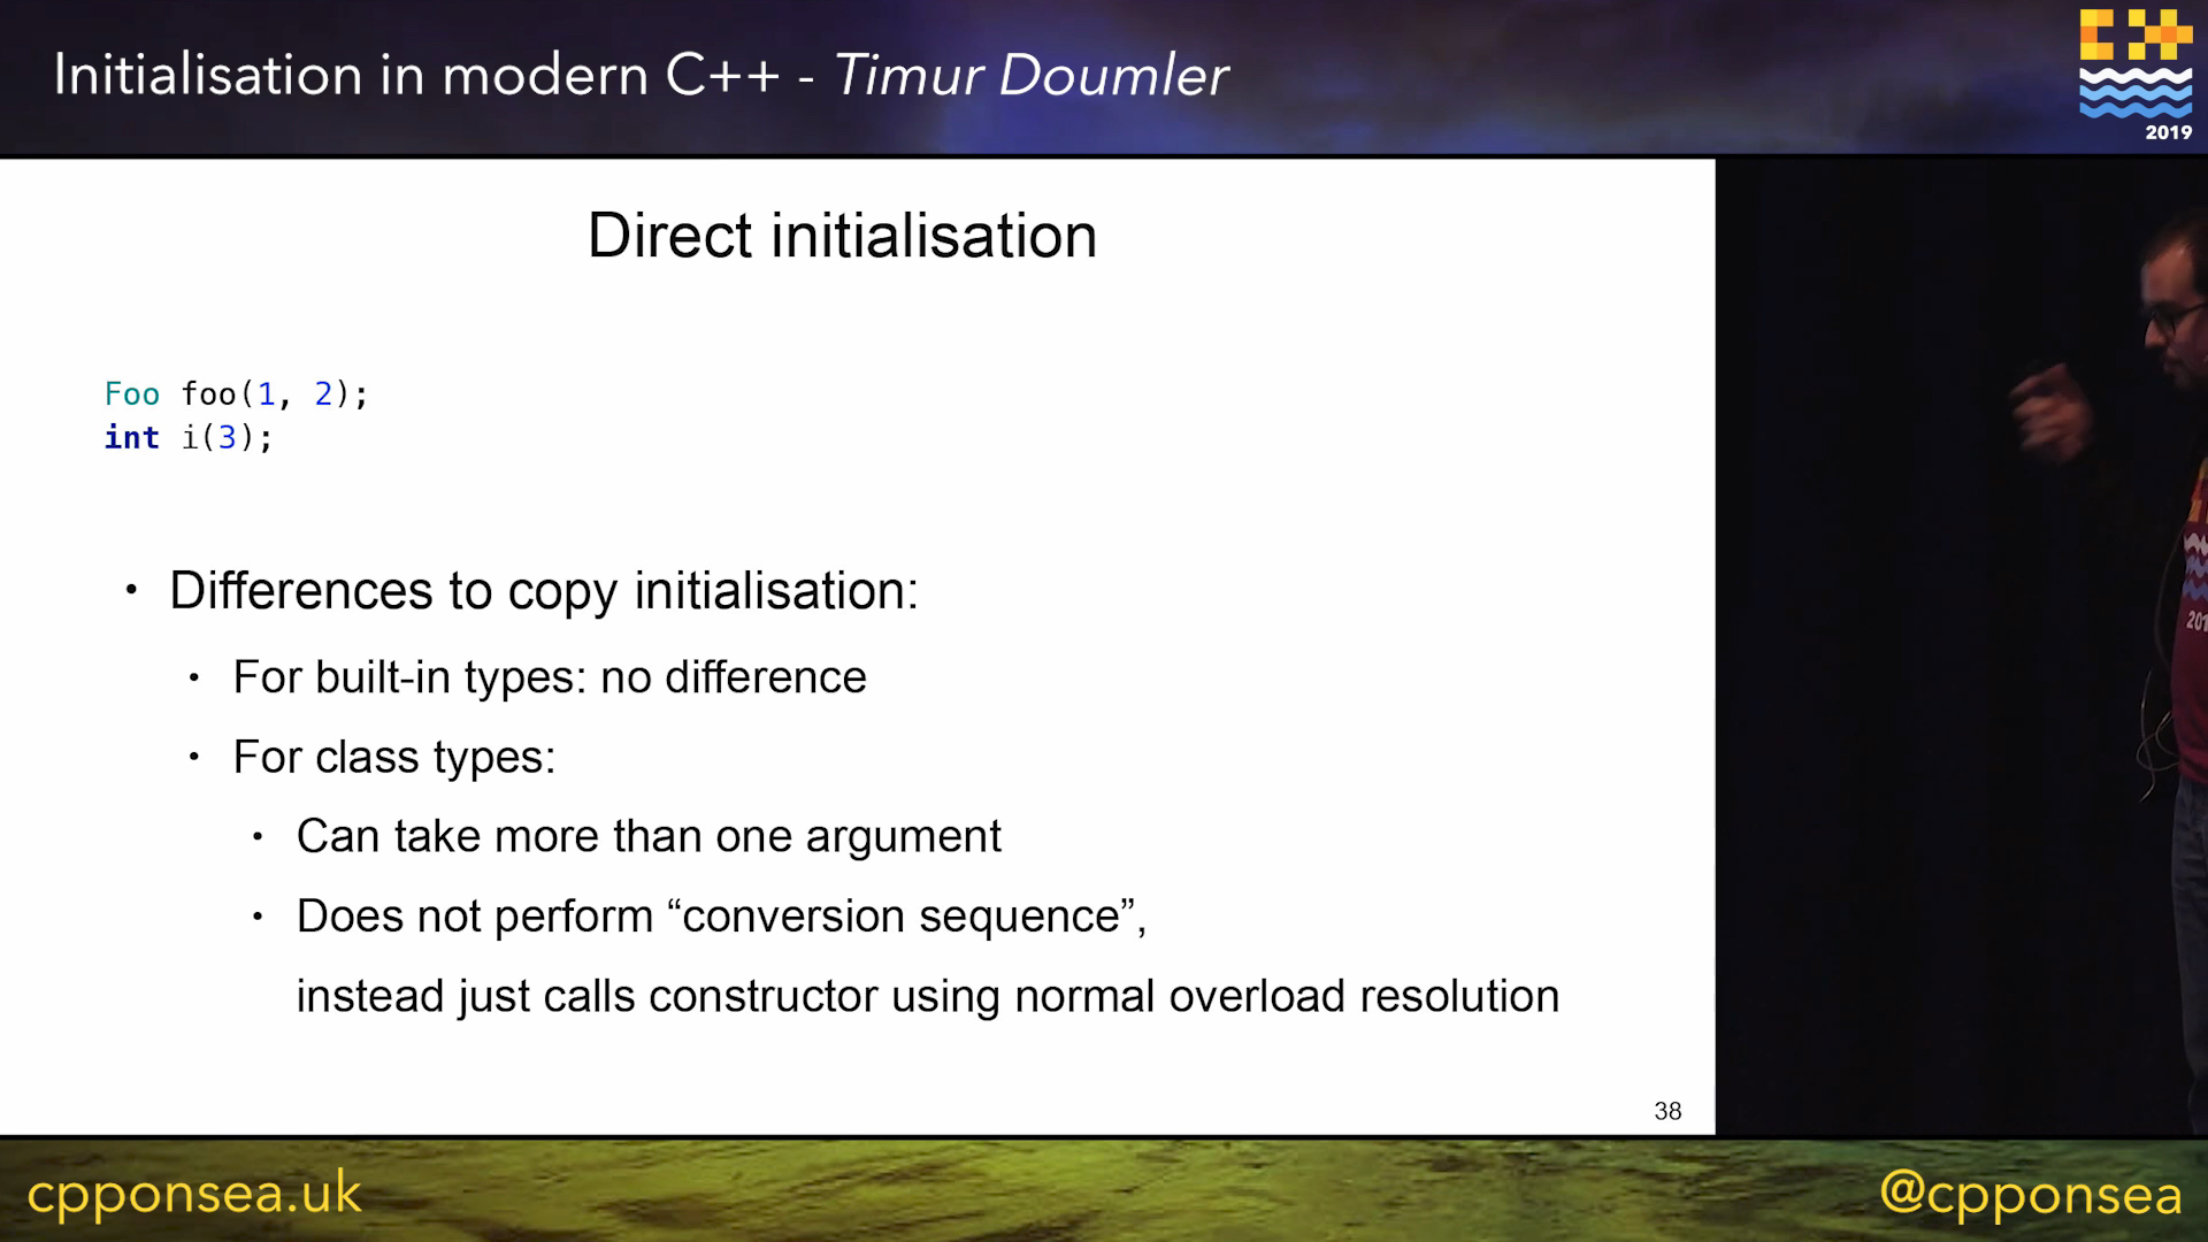 Initialisation in modern C++ - Timur Doumler
2019
Direct initialisation
Foo foo(1, 2);
int i(3);
• Differences to copy initialisation:
• For built-in types: no difference
• For class types:
• Can take more than one argument
• Does not perform “conversion sequence”,
instead just calls constructor using normal overload resolution
38
cpponsea.uk
@cpponsea